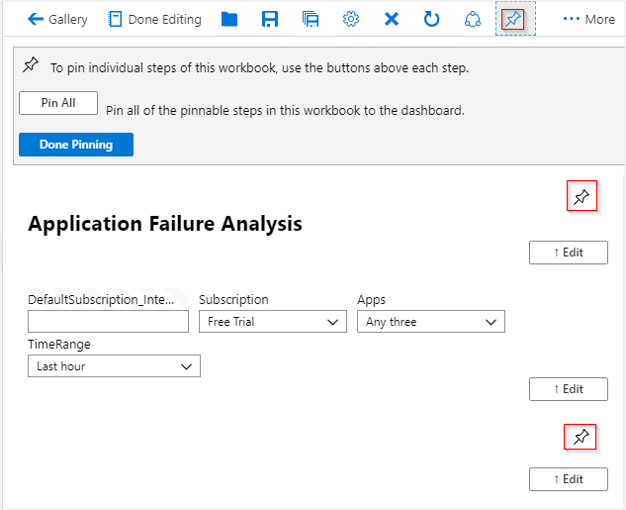 Gallery Done Editing More
To pin individual steps of this workbook, use the buttons above each step.
Pin All Pin all of the pinnable steps in this workbook to the dashboard.
Done Pinning
Application Failure Analysis
↑ Edit
DefaultSubscription_Inte... Subscription Apps
Free Trial Any three
TimeRange
Last hour
↑ Edit
↑ Edit